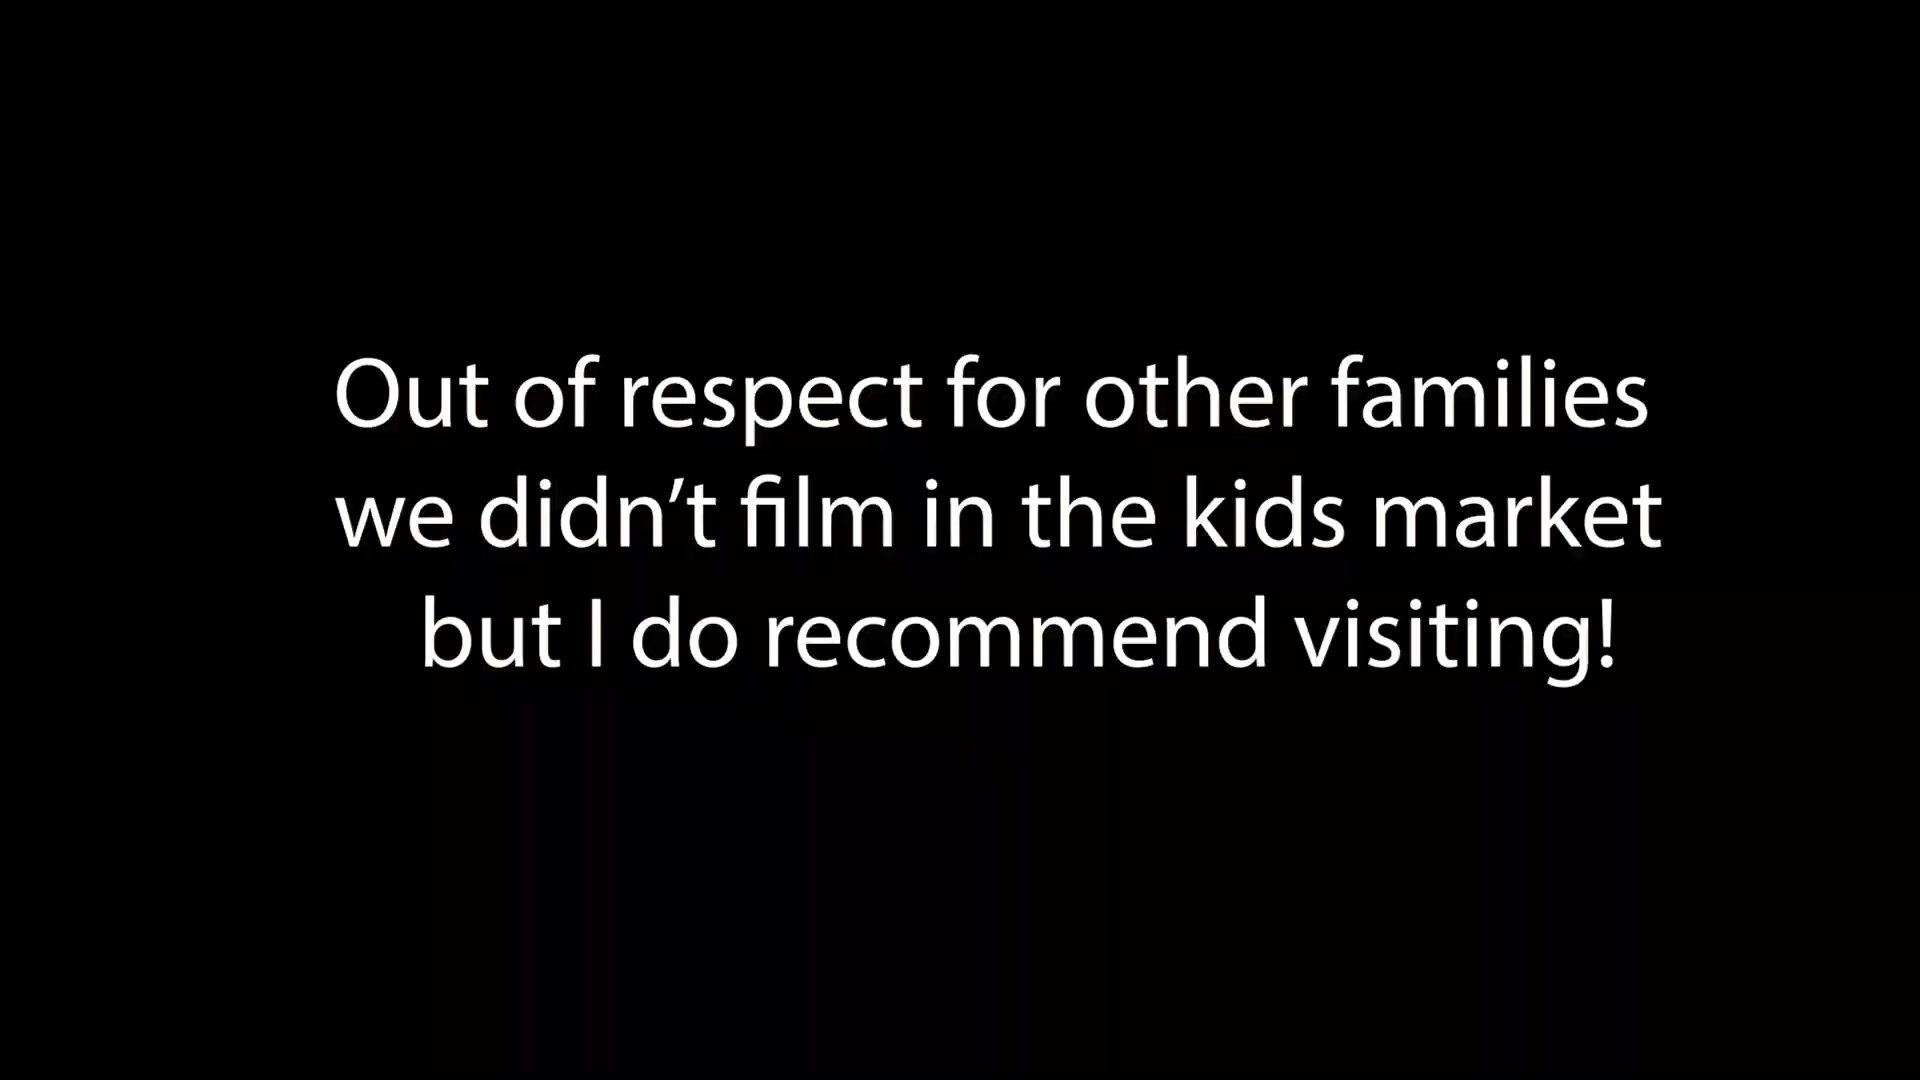 Out of respect for other families
we didn’t film in the kids market
but I do recommend visiting!